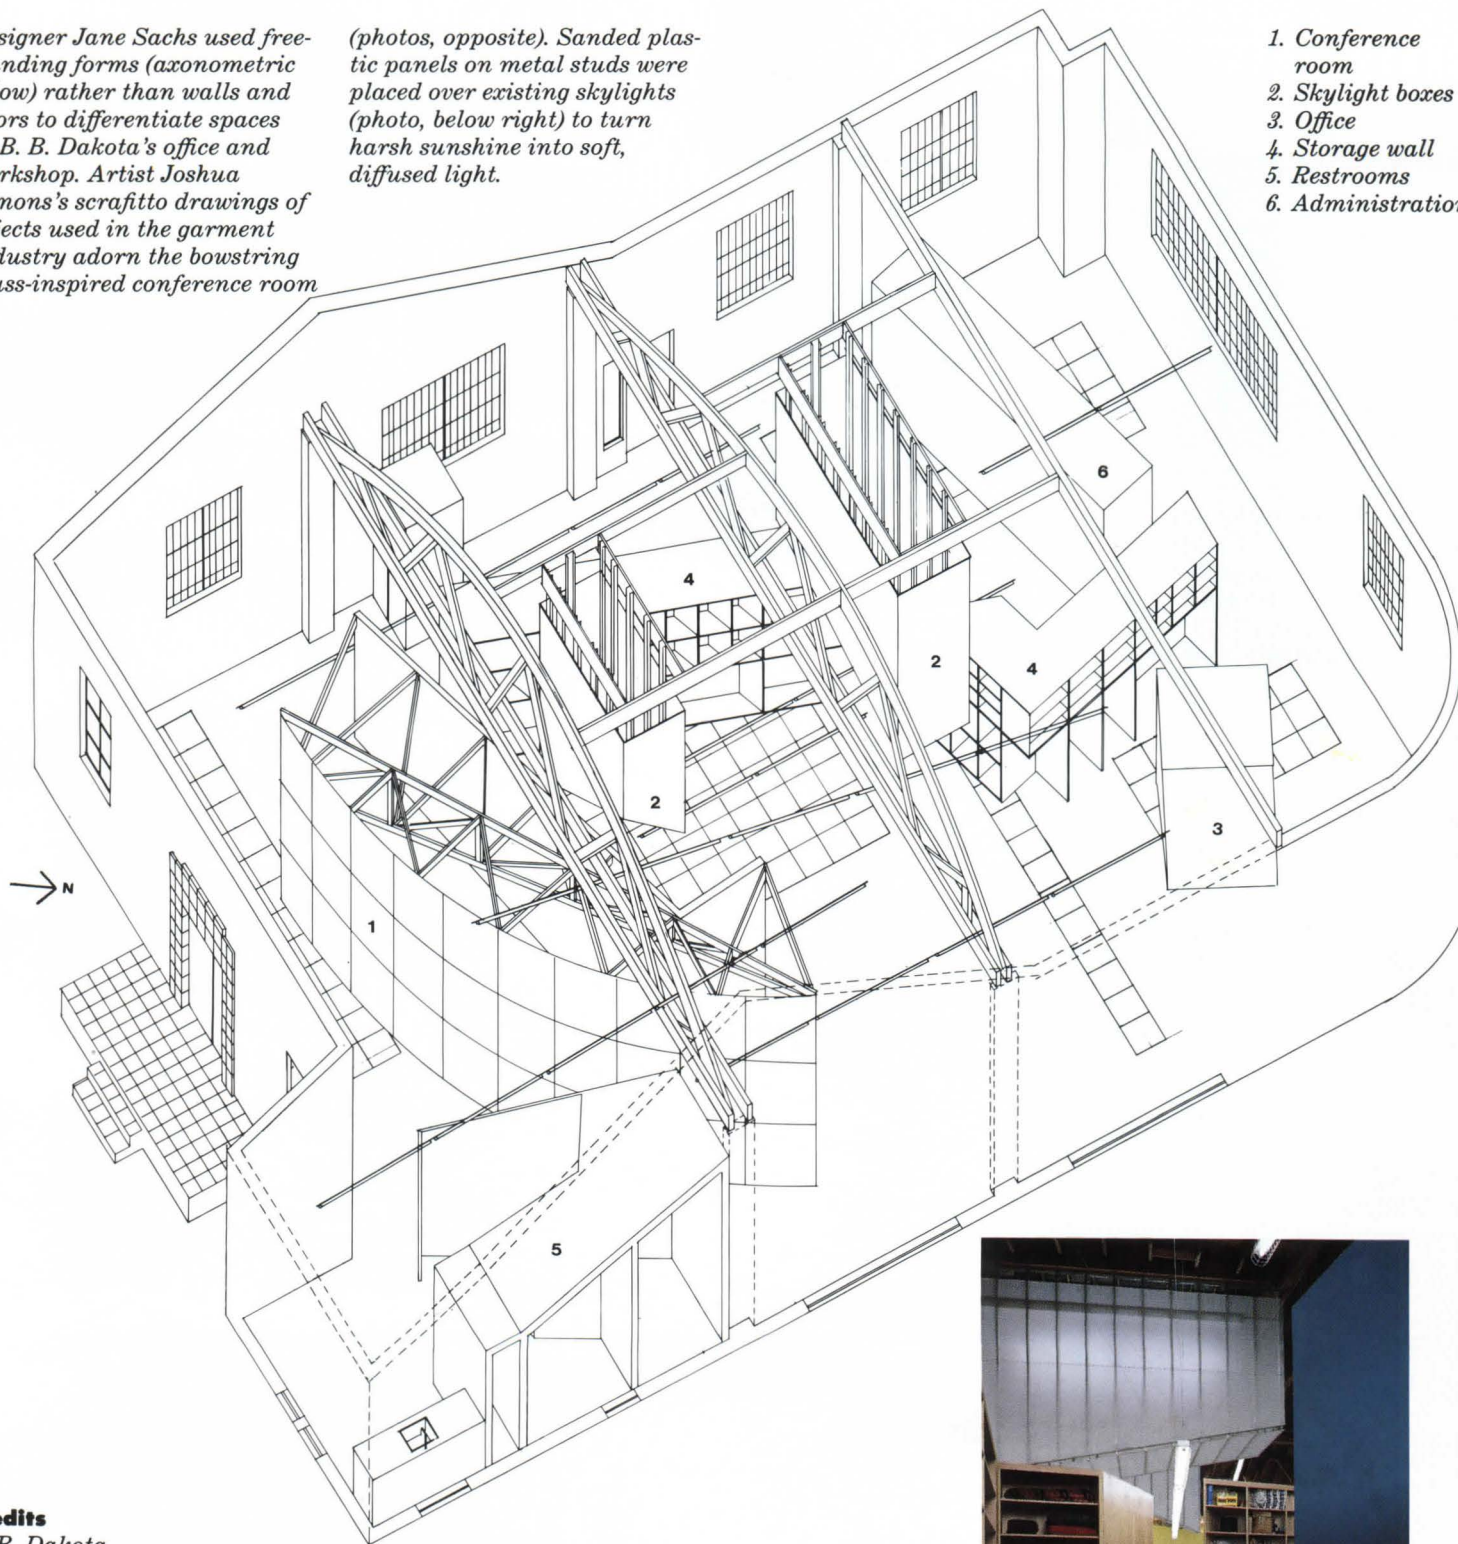 signer Jane Sachs used free-
nding forms (axonometric
ow) rather than walls and
ors to differentiate spaces
B. B. Dakota's office and
rkshop. Artist Joshua
mons's scrafitto drawings of
jects used in the garment
dustry adorn the bowstring
uss-inspired conference room
(photos, opposite). Sanded plas-
tic panels on metal studs were
placed over existing skylights
(photo, below right) to turn
harsh sunshine into soft,
diffused light.
1. Conference
room
2. Skylight boxes
3. Office
4. Storage wall
5. Restrooms
6. Administration
6
4
2
4
2
3
N
1
5
edits
B. Dakota